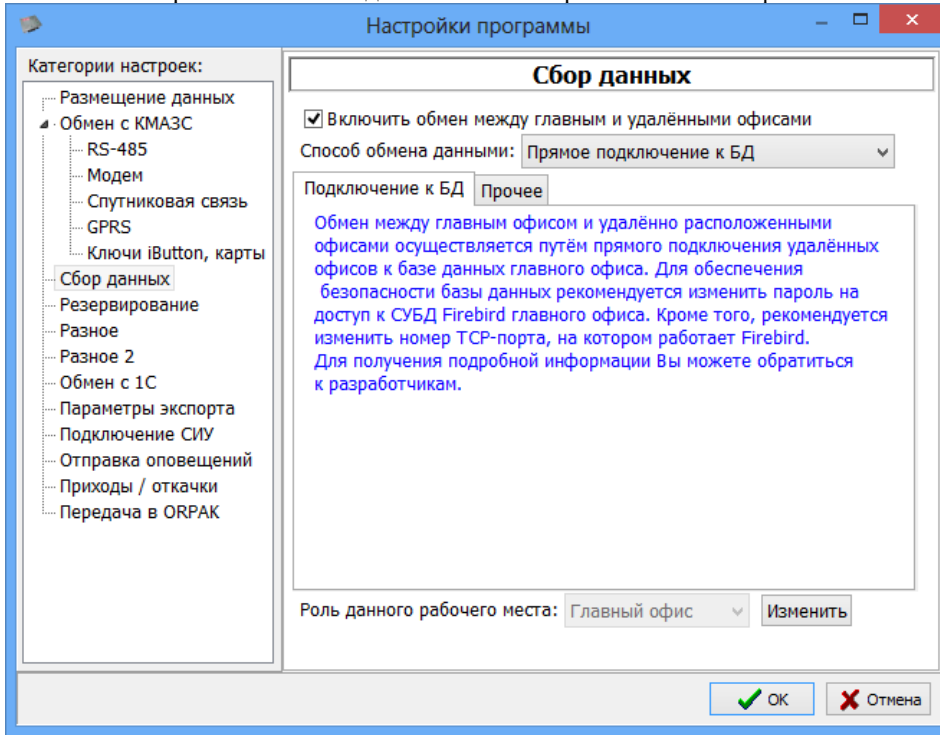 Настройки программы
Категории настроек:
Размещение данных
Обмен с КМАЗС
RS-485
Модем
Спутниковая связь
GPRS
Ключи iButton, карты
Сбор данных
Резервирование
Разное
Разное 2
Обмен с 1С
Параметры экспорта
Подключение СИУ
Отправка оповещений
Приходы / откачки
Передача в ORPAK
Сбор данных
Включить обмен между главным и удалёнными офисами
Способ обмена данными: Прямое подключение к БД
Подключение к БД Прочее
Обмен между главным офисом и удалённо расположенными
офисами осуществляется путём прямого подключения удалённых
офисов к базе данных главного офиса. Для обеспечения
безопасности базы данных рекомендуется изменить пароль на
доступ к СУБД Firebird главного офиса. Кроме того, рекомендуется
изменить номер TCP-порта, на котором работает Firebird.
Для получения подробной информации Вы можете обратиться
к разработчикам.
Роль данного рабочего места: Главный офис Изменить
ОК Отмена